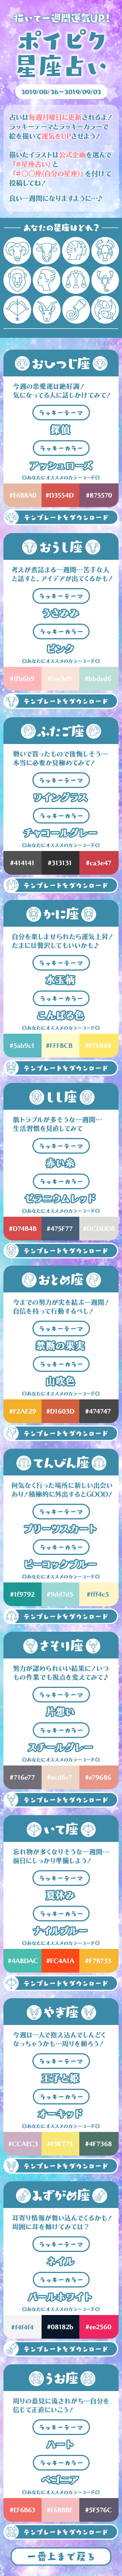 描いて一週間運気UP!
ポイピク
星座占い
2019/08/26〜2019/09/02
占いは毎週月曜日に更新されるよ!
ラッキーテーマとラッキーカラーで
絵を描いて運気をUPさせよう!
描いたイラストは公式企画を選んで
「#星座占い」と
「#○○座(自分の星座)」を付けて
投稿してね!
良い一週間になりますように…♪
あなたの星座はどれ?
おひつじ座
今週の恋愛運は絶好調!
気になってる人に話しかけてみて!
ラッキーテーマ
探偵
ラッキーカラー
アッシュローズ
◎あなたにオススメのカラーコード◎
#E6B8A0 #D3554D #875570
テンプレートをダウンロード
おうし座
考えが煮詰まる一週間…苦手な人
と話すと、アイデアが出てくるかも!
ラッキーテーマ
うさみみ
ラッキーカラー
ピンク
◎あなたにオススメのカラーコード◎
#ffb6b9 #bbded6
テンプレートをダウンロード
ふたご座
勢いで買ったもので後悔しそう…
本当に必要か見極めてみて!
ラッキーテーマ
ワイングラス
ラッキーカラー
チャコールグレー
◎あなたにオススメのカラーコード◎
#414141 #313131 #ca3e47
テンプレートをダウンロード
かに座
自分を楽しませられたら運気上昇!
たまには贅沢してもいいかも♪
ラッキーテーマ
水玉柄
ラッキーカラー
こんぺき色
◎あなたにオススメのカラーコード◎
#5ab9c1 #FFF8CB
テンプレートをダウンロード
しし座
肌トラブルが多そうな一週間…
生活習慣を見直してみて
ラッキーテーマ
赤い糸
ラッキーカラー
ゼラニウムレッド
◎あなたにオススメのカラーコード◎
#D74B4B #475F77 #DCDDD8
テンプレートをダウンロード
おとめ座
今までの努力が実を結ぶ一週間!
自信を持って行動するべし!
ラッキーテーマ
禁断の果実
ラッキーカラー
山吹色
◎あなたにオススメのカラーコード◎
#F2AF29 #D1603D #474747
テンプレートをダウンロード
てんびん座
何気なく行った場所に新しい出会い
あり!積極的に外出するとGOOD!
ラッキーテーマ
プリーツスカート
ラッキーカラー
ピーコックブルー
◎あなたにオススメのカラーコード◎
#1f9792 #9dd7d5 #fff4c5
テンプレートをダウンロード
さそり座
努力が認められいい結果に!いつ
もの作業でも視点を変えてみて♪
ラッキーテーマ
片想い
ラッキーカラー
スチールグレー
◎あなたにオススメのカラーコード◎
#716e77 #e79686
テンプレートをダウンロード
いて座
忘れ物が多くなりそうな一週間…
前日にしっかり準備しよう!
ラッキーテーマ
夏休み
ラッキーカラー
ナイルブルー
◎あなたにオススメのカラーコード◎
#4ABDAC #FC4A1A #F7B733
テンプレートをダウンロード
やぎ座
今週は一人で抱え込んでしんどく
なっちゃうかも…周りを頼ろう!
ラッキーテーマ
王子と姫
ラッキーカラー
オーキッド
◎あなたにオススメのカラーコード◎
#CCAEC3 #4F7368
テンプレートをダウンロード
みずがめ座
耳寄り情報が舞い込んでくるかも!
周囲に耳を傾けてみては?
ラッキーテーマ
ネイル
ラッキーカラー
パールホワイト
◎あなたにオススメのカラーコード◎
#f4f4f4 #08182b #ee2560
テンプレートをダウンロード
うお座
周りの意見に流されがち…自分を
信じて正直にいこう!
ラッキーテーマ
ハート
ラッキーカラー
ベゴニア
◎あなたにオススメのカラーコード◎
#EF6B63 #5F576C
テンプレートをダウンロード
一番上まで戻る